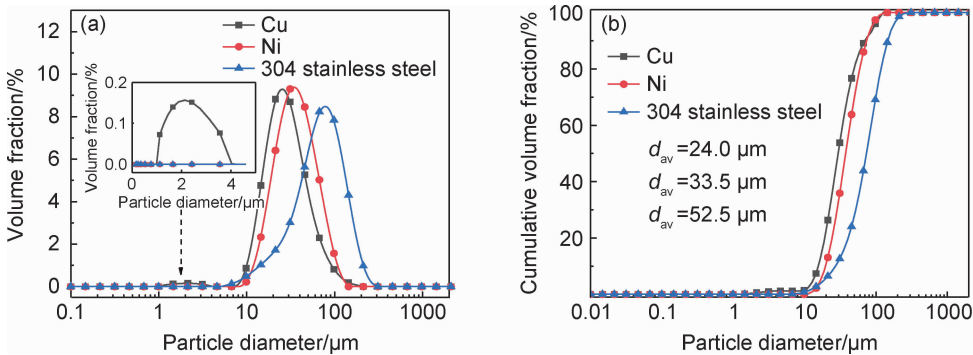 (a)
Cu
Ni
304 stainless steel
Volume fraction/%
12
10
8
6
4
2
0
0.1
1
10
100
1000
Particle diameter/μm
Volume fraction/%
0.2
0.1
0.0
0
2
4
Particle diameter/μm
(b)
Cu
Ni
304 stainless steel
dav=24.0 μm
dav=33.5 μm
dav=52.5 μm
Cumulative volume fraction/%
100
80
60
40
20
0.01
0.1
1
10
100
1000
Particle diameter/μm